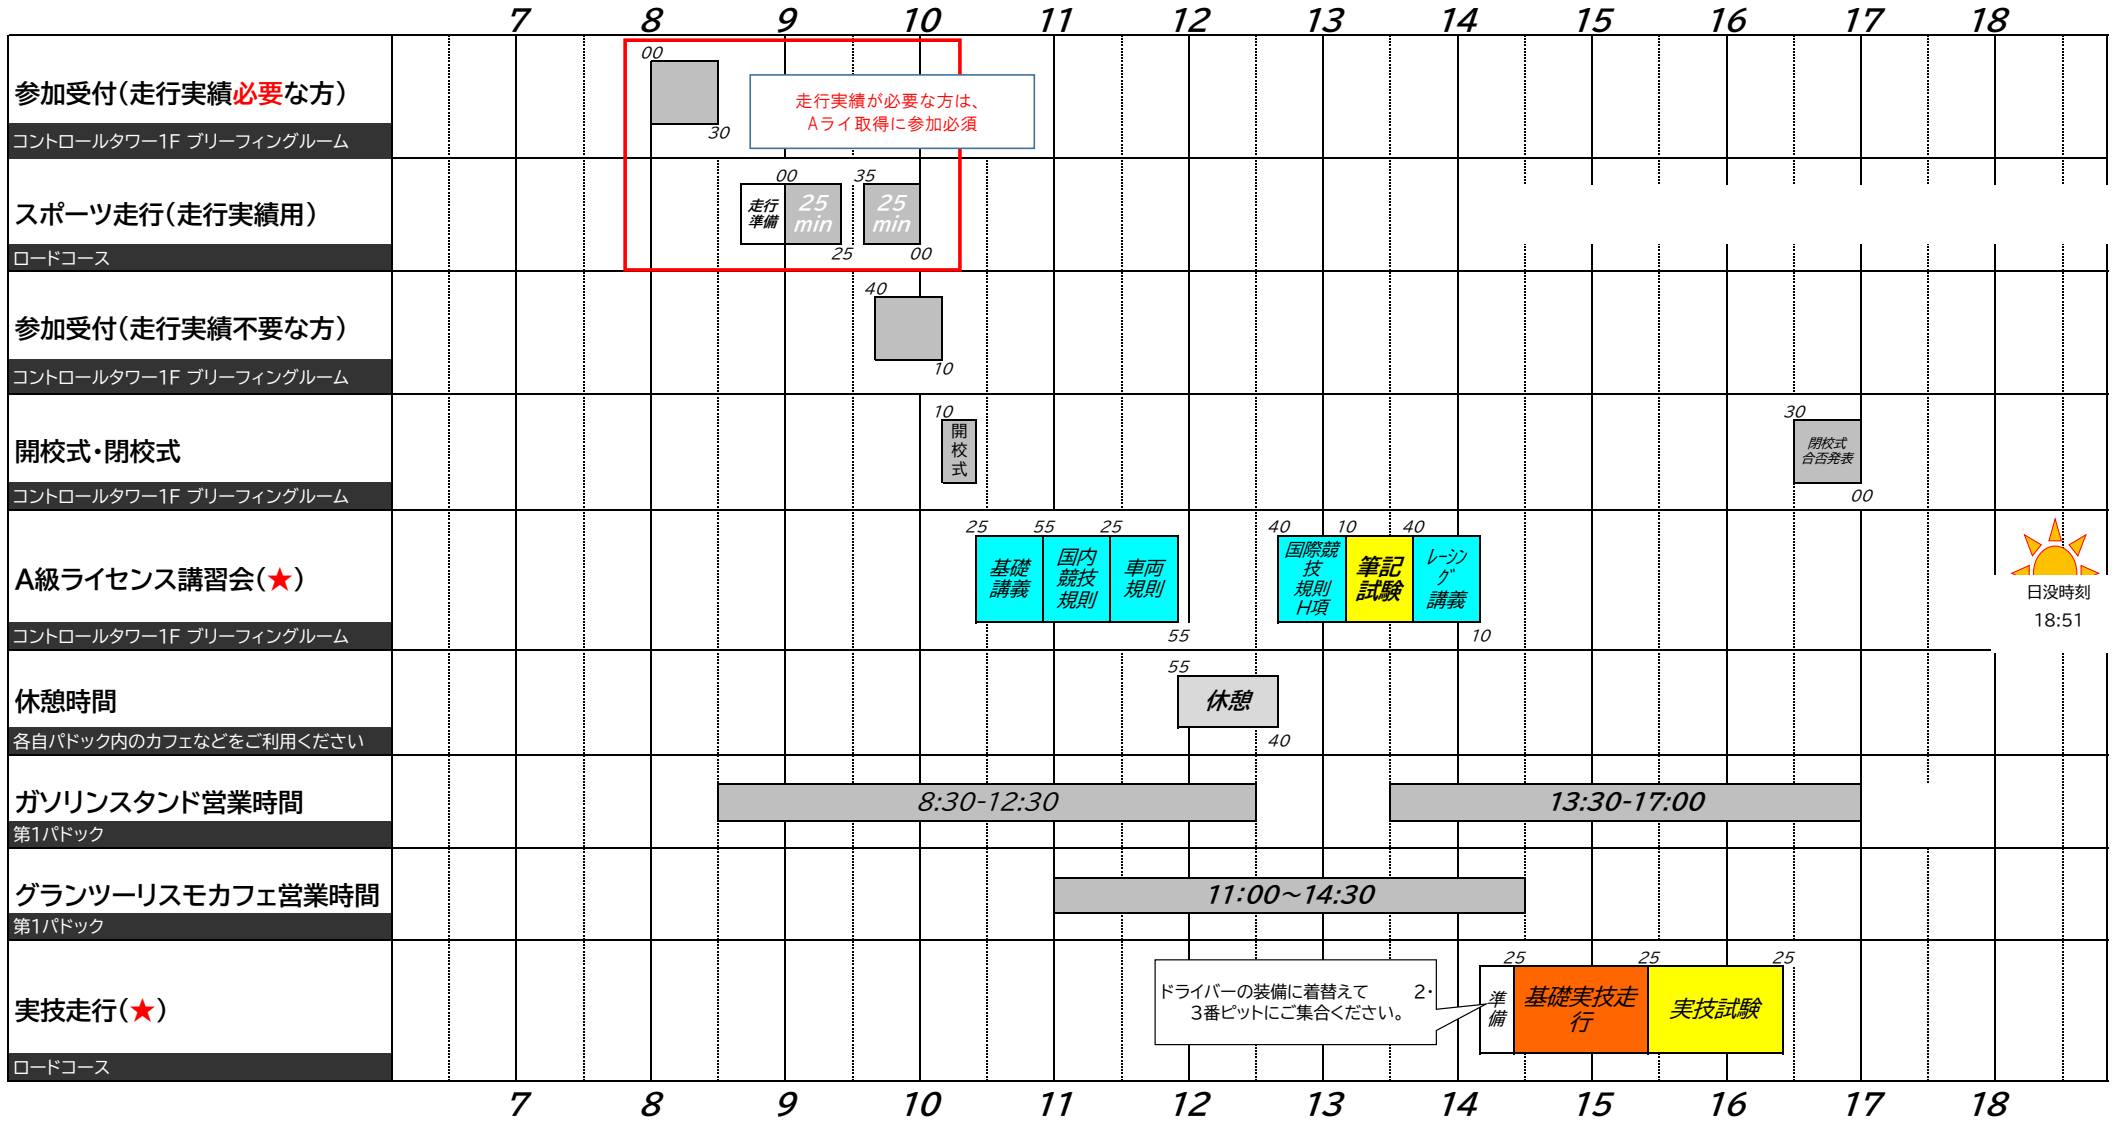 7 8 9 10 11 12 13 14 15 16 17 18
00
参加受付(走行実績必要な方)
走行実績が必要な方は、
Aライ取得に参加必須
30
コントロールタワー1F ブリーフィングルーム
00 35
スポーツ走行(走行実績用)
走行
準備
25
min
25
min
25 00
ロードコース
40
参加受付(走行実績不要な方)
10
コントロールタワー1F ブリーフィングルーム
10 30
開校式・閉校式
開
校
式
閉校式
合否発表
00
コントロールタワー1F ブリーフィングルーム
25 55 25 40 10 40
A級ライセンス講習会(★)
基礎
講義
国内
競技
規則
車両
規則
国際競
技
規則
H項
筆記
試験
レーシン
グ
講義
日没時刻
18:51
55 10
コントロールタワー1F ブリーフィングルーム
55
休憩時間
休憩
40
各自パドック内のカフェなどをご利用ください
ガソリンスタンド営業時間
8:30-12:30
13:30-17:00
第1パドック
グランツーリスモカフェ営業時間
11:00～14:30
第1パドック
25 25 25
実技走行(★)
ドライバーの装備に着替えて 2・
3番ピットにご集合ください。
準
備
基礎実技走
行
実技試験
ロードコース
7 8 9 10 11 12 13 14 15 16 17 18